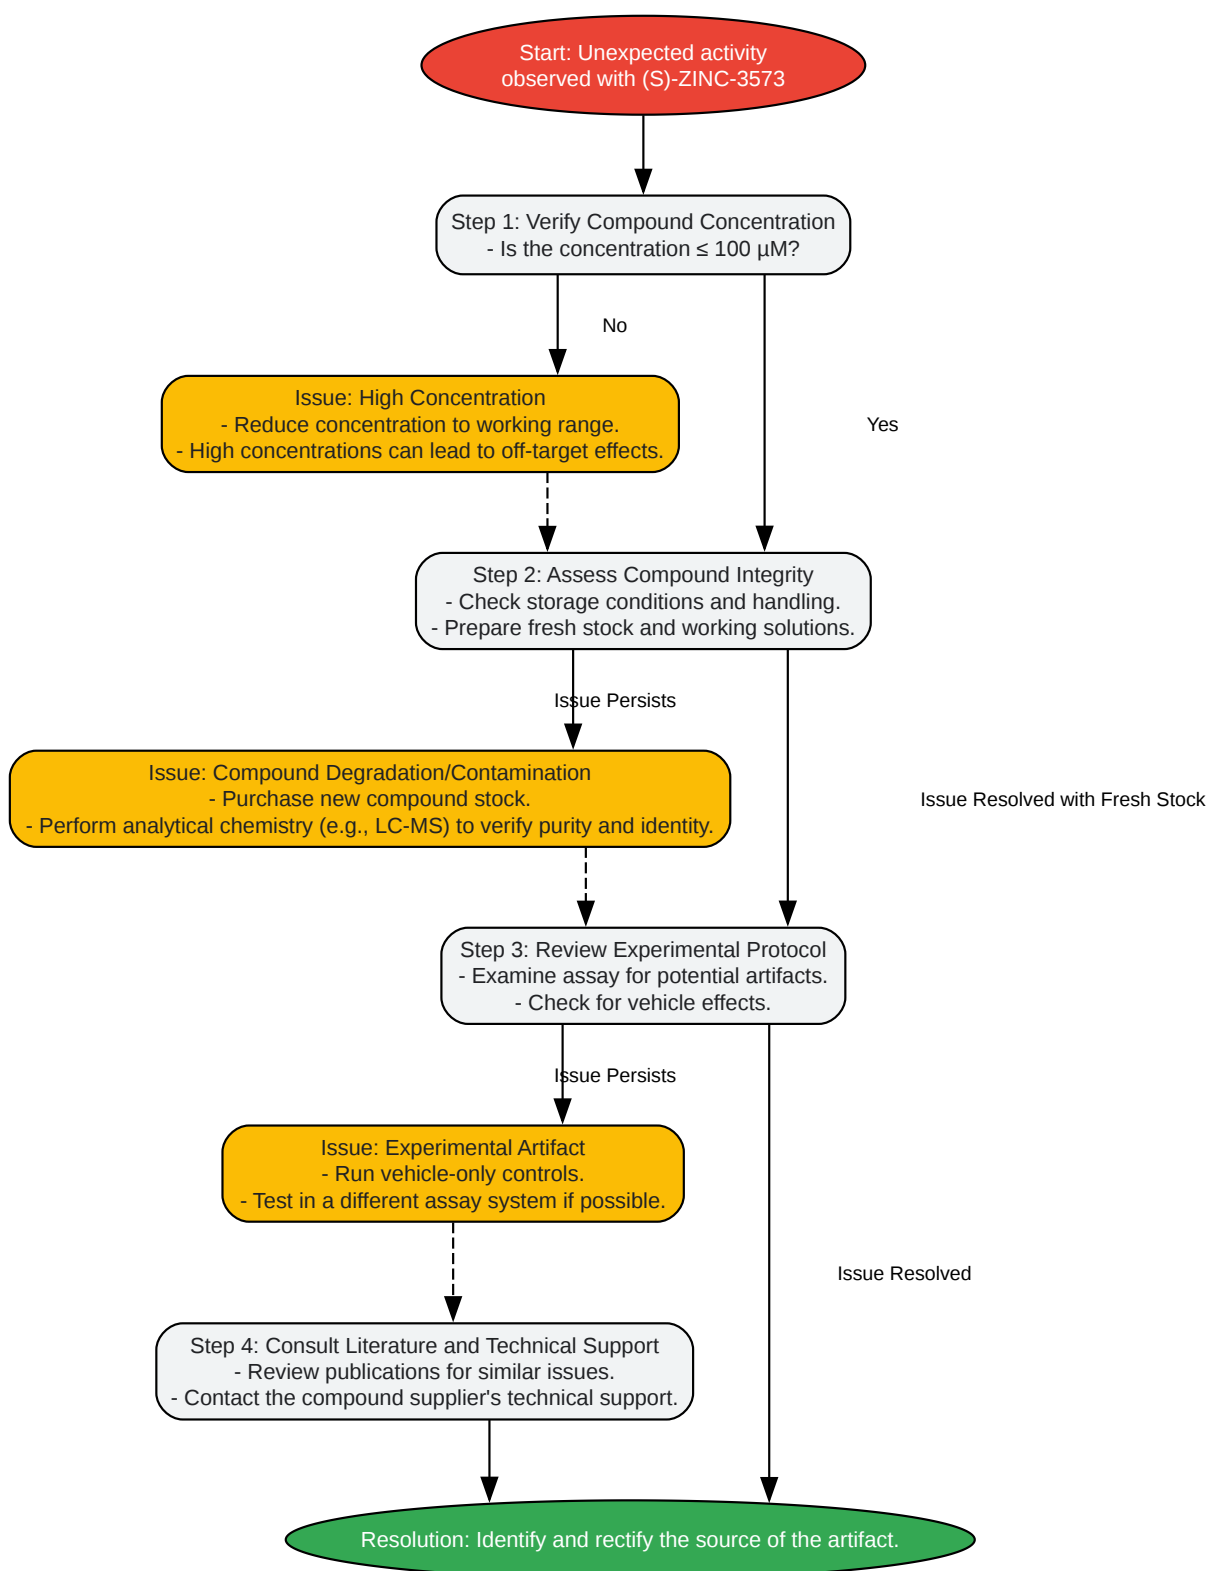 Start: Unexpected activity
observed with (S)-ZINC-3573
Step 1: Verify Compound Concentration
- Is the concentration ≤ 100 µM?
No
Yes
Issue: High Concentration
- Reduce concentration to working range.
- High concentrations can lead to off-target effects.
Step 2: Assess Compound Integrity
- Check storage conditions and handling.
- Prepare fresh stock and working solutions.
Issue Persists
Issue Resolved with Fresh Stock
Issue: Compound Degradation/Contamination
- Purchase new compound stock.
- Perform analytical chemistry (e.g., LC-MS) to verify purity and identity.
Step 3: Review Experimental Protocol
- Examine assay for potential artifacts.
- Check for vehicle effects.
Issue Persists
Issue Resolved
Issue: Experimental Artifact
- Run vehicle-only controls.
- Test in a different assay system if possible.
Step 4: Consult Literature and Technical Support
- Review publications for similar issues.
- Contact the compound supplier's technical support.
Resolution: Identify and rectify the source of the artifact.